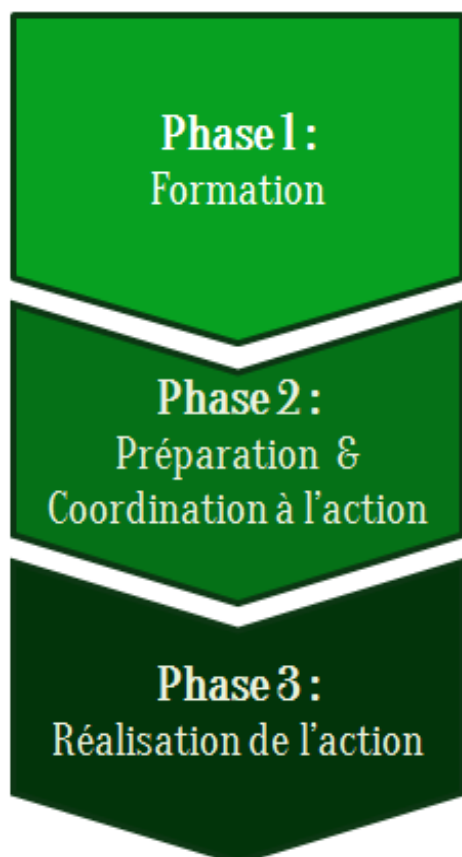 Phase 1 :
Formation
Phase 2 :
Préparation &
Coordination à l’action
Phase 3 :
Réalisation de l’action